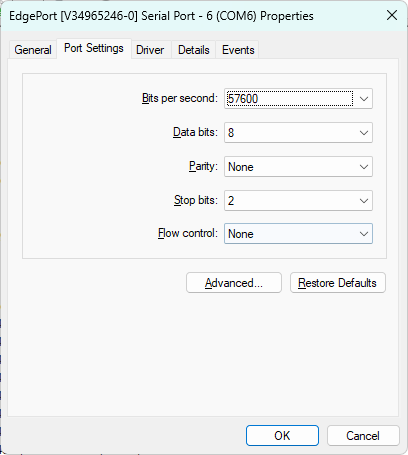 EdgePort [V34965246-0] Serial Port - 6 (COM6) Properties
General Port Settings Driver Details Events
Bits per second: 57600
Data bits: 8
Parity: None
Stop bits: 2
Flow control: None
Advanced... Restore Defaults
OK Cancel